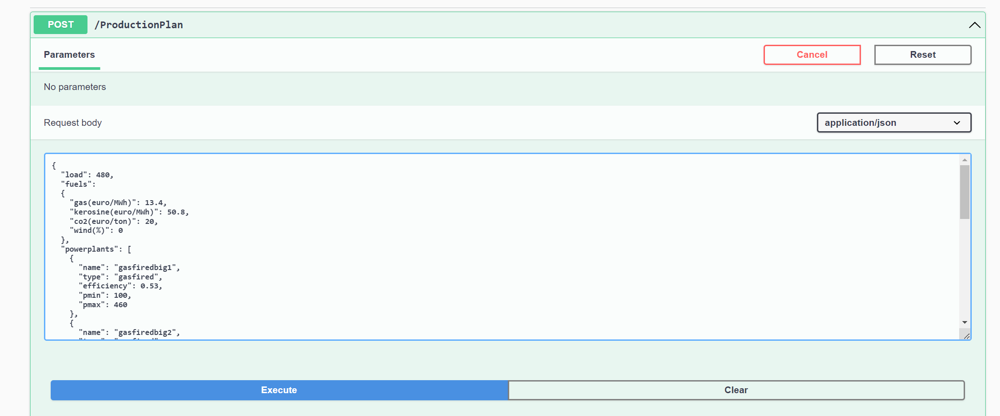 POST /ProductionPlan
Parameters
Cancel
Reset
No parameters
Request body
application/json
{
  "load": 480,
  "fuels":
  {
    "gas(euro/MWh)": 13.4,
    "kerosine(euro/MWh)": 50.8,
    "co2(euro/ton)": 20,
    "wind(%)": 0
  },
  "powerplants": [
    {
      "name": "gasfiredbig1",
      "type": "gasfired",
      "efficiency": 0.53,
      "pmin": 100,
      "pmax": 460
    },
    {
      "name": "gasfiredbig2",
Execute
Clear